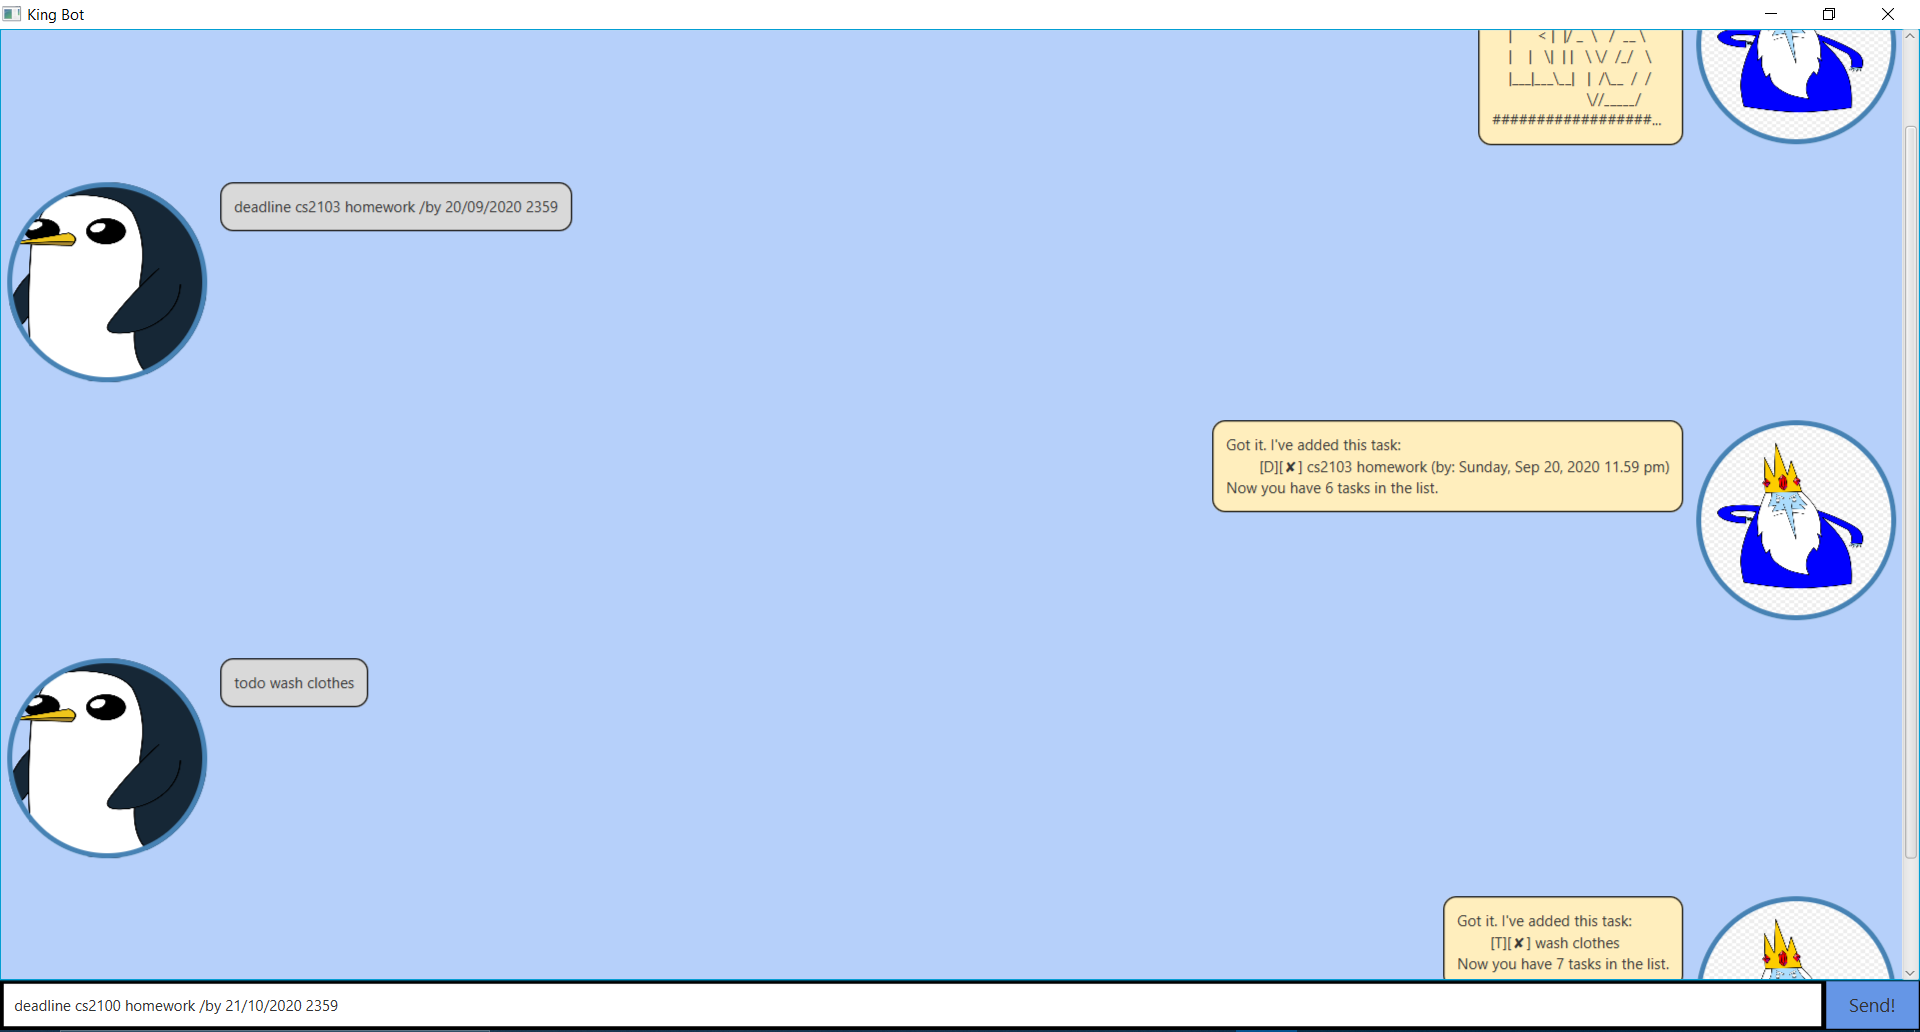 King Bot
|      < | |/ _  \   /  __ \
|    |   \|  | |   \ \/  /_/   \
|___|___\__|   |  /\__  /  /
\//_____/
##################...
deadline cs2103 homework /by 20/09/2020 2359
Got it. I've added this task:
[D][✘] cs2103 homework (by: Sunday, Sep 20, 2020 11.59 pm)
Now you have 6 tasks in the list.
todo wash clothes
Got it. I've added this task:
[T][✘] wash clothes
Now you have 7 tasks in the list.
deadline cs2100 homework /by 21/10/2020 2359
Send!